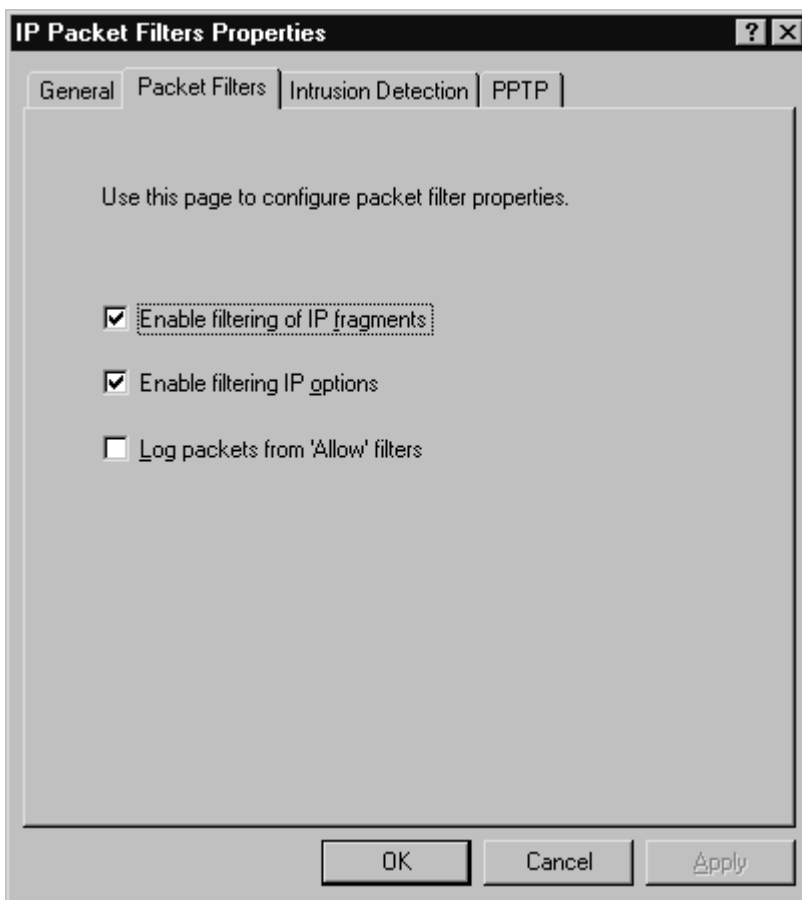 IP Packet Filters Properties
General Packet Filters Intrusion Detection PPTP
Use this page to configure packet filter properties.
Enable filtering of IP fragments
Enable filtering IP options
Log packets from 'Allow' filters
OK Cancel Apply